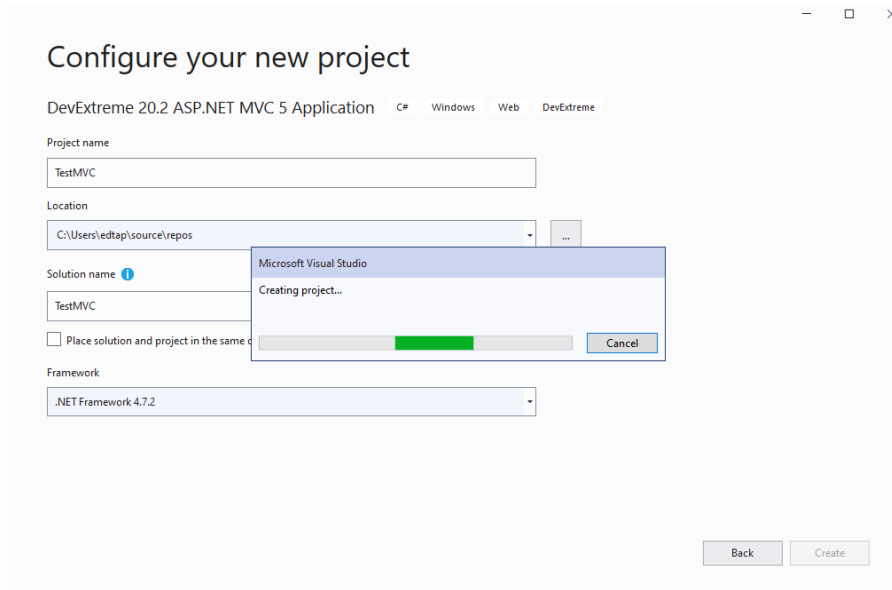 Configure your new project
DevExtreme 20.2 ASP.NET MVC 5 Application C# Windows Web DevExtreme
Project name
TestMVC
Location
C:\Users\edtap\source\repos
...
Solution name
TestMVC
Place solution and project in the same
Microsoft Visual Studio
Creating project...
Cancel
Framework
.NET Framework 4.7.2
Back
Create